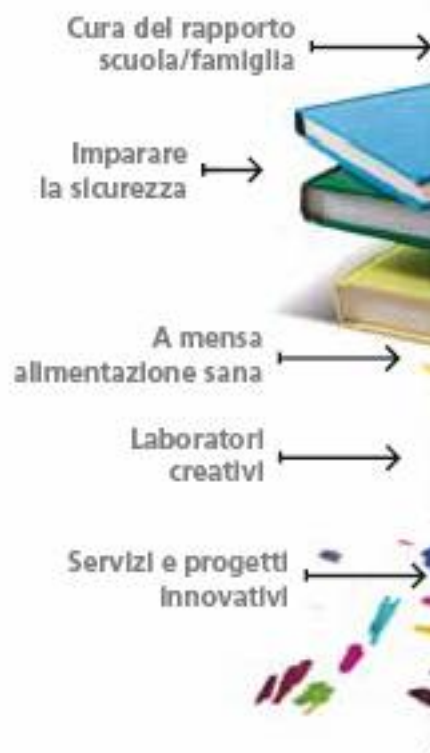 Cura del rapporto
scuola/famiglia
Imparare
la sicurezza
A mensa
alimentazione sana
Laboratori
creativi
Servizi e progetti
innovativi